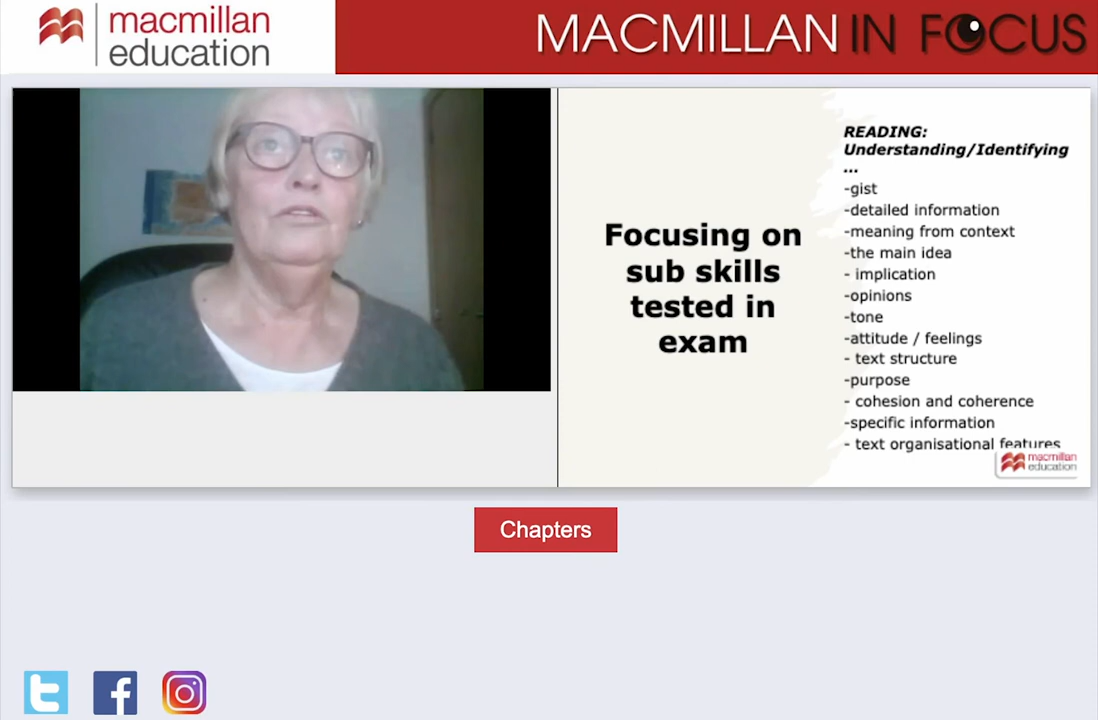 macmillan
education
MACMILLAN IN FOCUS
Focusing on
sub skills
tested in
exam
READING:
Understanding/Identifying
...
-gist
-detailed information
-meaning from context
-the main idea
- implication
-opinions
-tone
-attitude / feelings
- text structure
-purpose
- cohesion and coherence
-specific information
- text organisational features
macmillan
education
Chapters